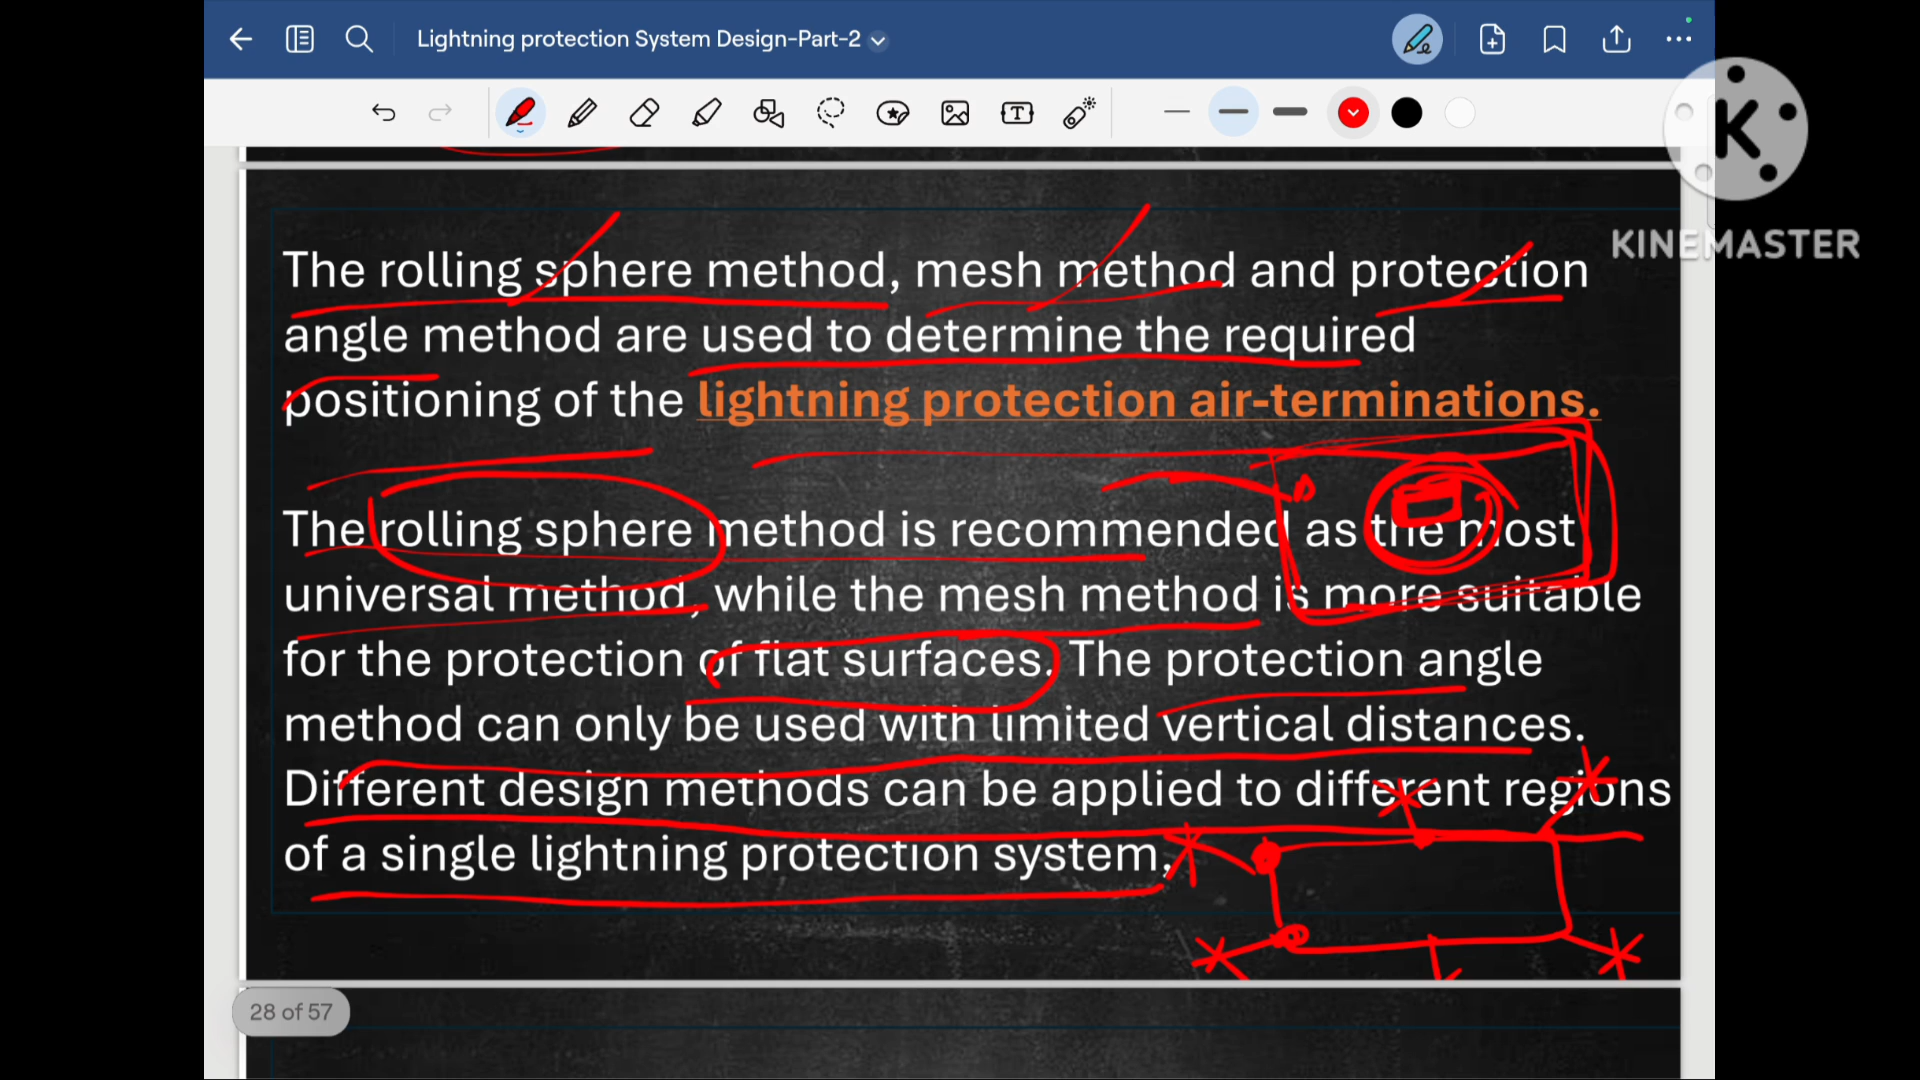 Lightning protection System Design-Part-2
K
KINEMASTER
The rolling sphere method, mesh method and protection
angle method are used to determine the required
positioning of the lightning protection air-terminations.
The rolling sphere method is recommended as the most
universal method, while the mesh method is more suitable
for the protection of flat surfaces. The protection angle
method can only be used with limited vertical distances.
Different design methods can be applied to different regions
of a single lightning protection system.
28 of 57